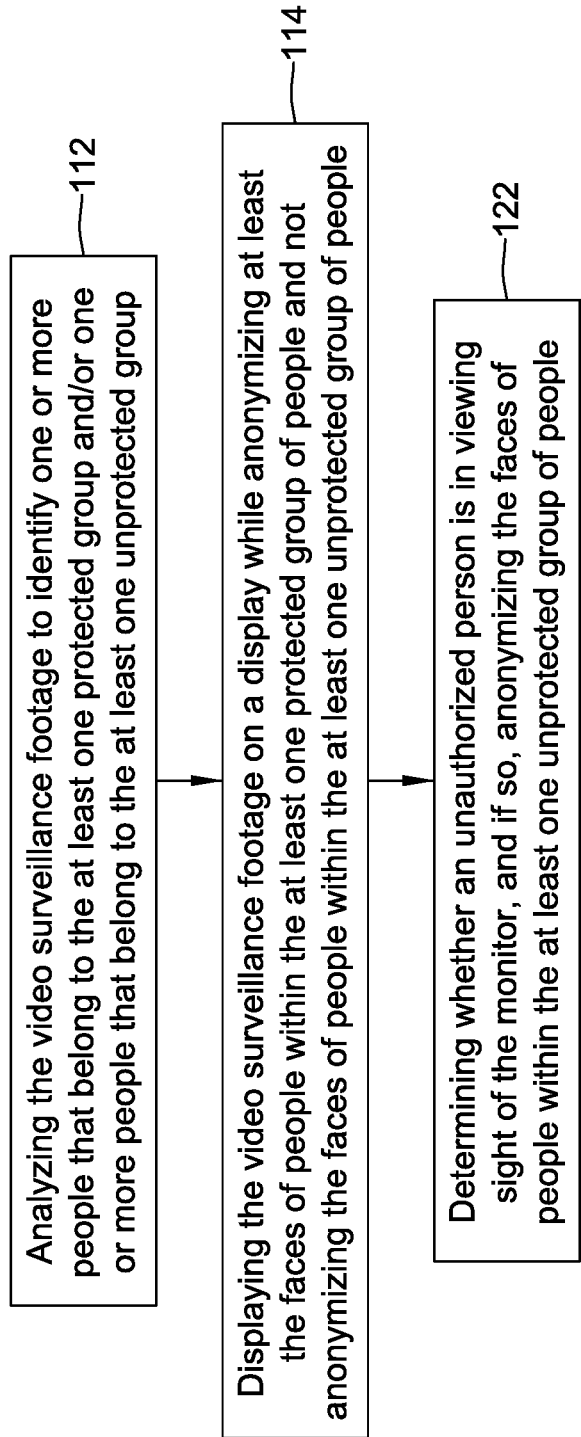 Analyzing the video surveillance footage to identify one or more
people that belong to the at least one protected group and/or one
or more people that belong to the at least one unprotected group
112
Displaying the video surveillance footage on a display while anonymizing at least
the faces of people within the at least one protected group of people and not
anonymizing the faces of people within the at least one unprotected group of people
114
Determining whether an unauthorized person is in viewing
sight of the monitor, and if so, anonymizing the faces of
people within the at least one unprotected group of people
122